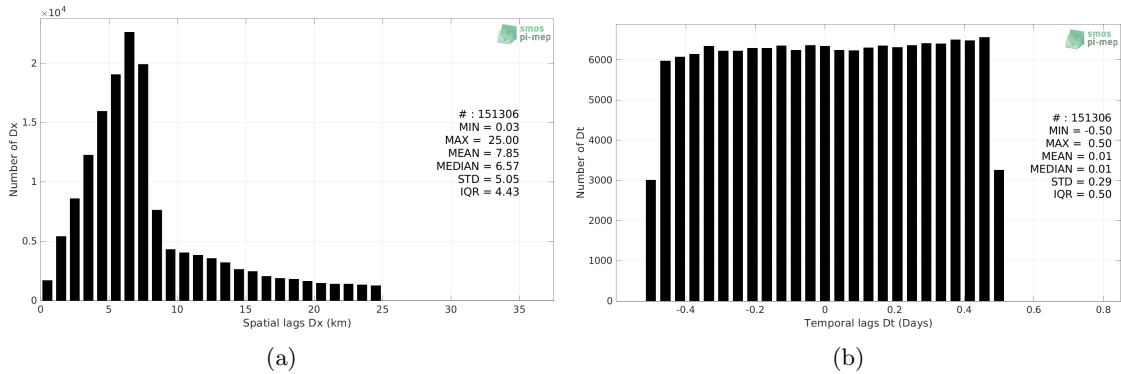 ×10⁴
2
1.5
1
0.5
0
Number of Dx
0 5 10 15 20 25 30 35
Spatial lags Dx (km)
smos
pi-mep
# : 151306
MIN = 0.03
MAX = 25.00
MEAN = 7.85
MEDIAN = 6.57
STD = 5.05
IQR = 4.43
(a)
6000
5000
4000
3000
2000
1000
0
Number of Dt
-0.4 -0.2 0 0.2 0.4 0.6 0.8
Temporal lags Dt (Days)
smos
pi-mep
# : 151306
MIN = -0.50
MAX = 0.50
MEAN = 0.01
MEDIAN = 0.01
STD = 0.29
IQR = 0.50
(b)